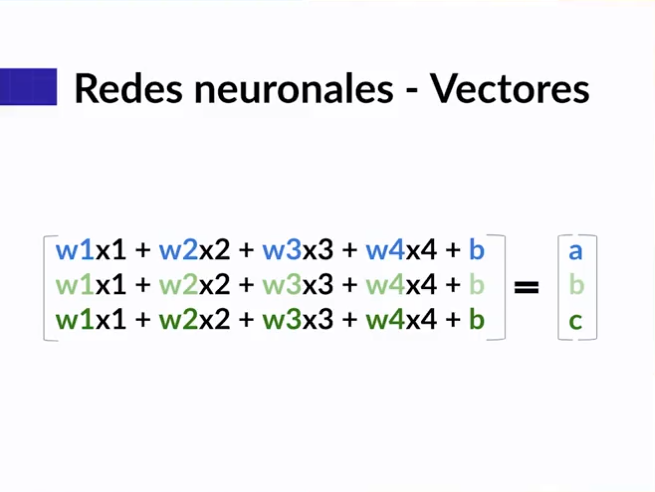 Redes neuronales - Vectores
w1x1 + w2x2 + w3x3 + w4x4 + b = a
w1x1 + w2x2 + w3x3 + w4x4 + b = b
w1x1 + w2x2 + w3x3 + w4x4 + b = c